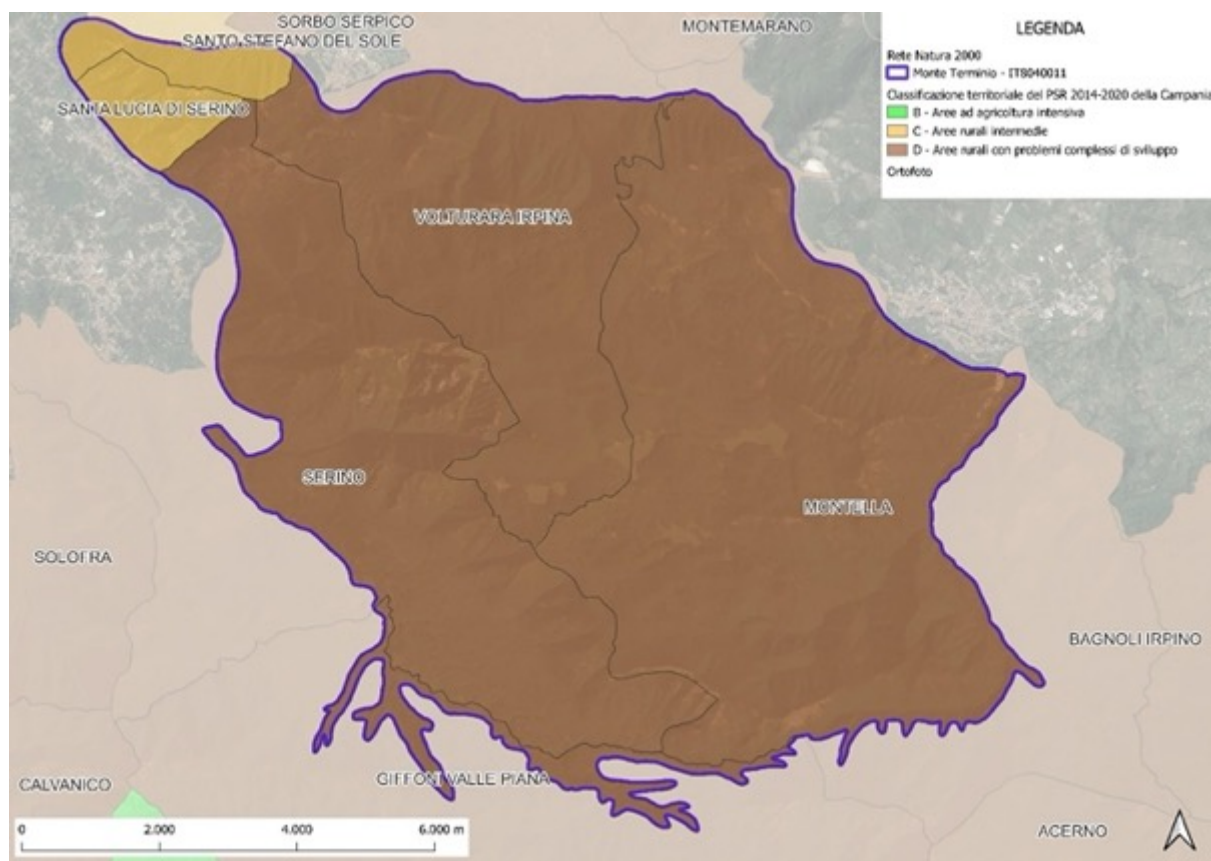 SORBO SERPICO
SANTO STEFANO DEL SOLE
MONTEMARANO
SANTA LUCIA DI SERINO
VOLTURARA IRPINA
SERINO
MONTELLA
SOLOFRA
BAGNOLI IRPINO
CALVANICO
GIFFONI VALLE PIANA
ACERNO
0 2.000 4.000 6.000 m
LEGENDA
Rete Natura 2000
Monte Terminio - IT8040011
Classificazione territoriale del PSR 2014-2020 della Campania
B - Aree ad agricoltura intensiva
C - Aree rurali intermedie
D - Aree rurali con problemi complessi di sviluppo
Ortofoto